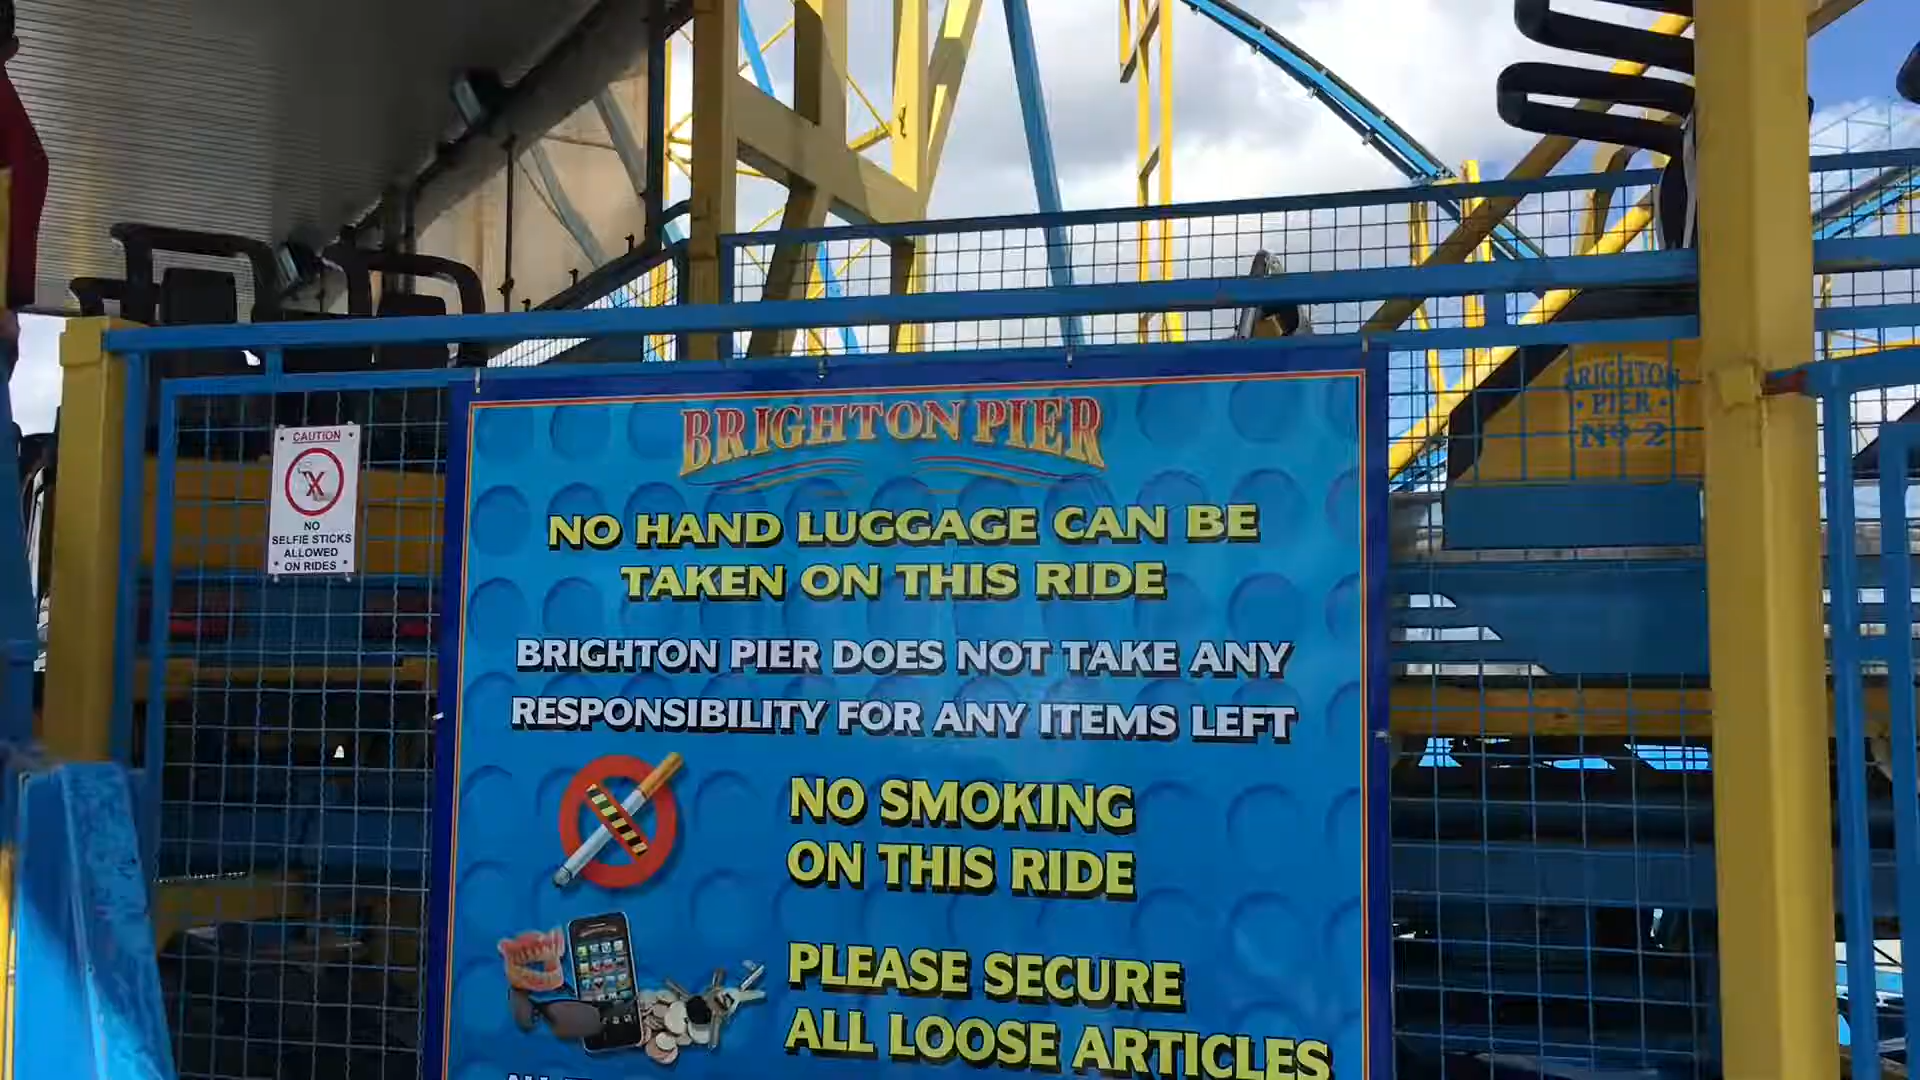 CAUTION
X
NO
SELFIE STICKS
ALLOWED
ON RIDES
BRIGHTON PIER
NO HAND LUGGAGE CAN BE
TAKEN ON THIS RIDE
BRIGHTON PIER DOES NOT TAKE ANY
RESPONSIBILITY FOR ANY ITEMS LEFT
NO SMOKING
ON THIS RIDE
PLEASE SECURE
ALL LOOSE ARTICLES
BRIGHTON
PIER
Nº 2